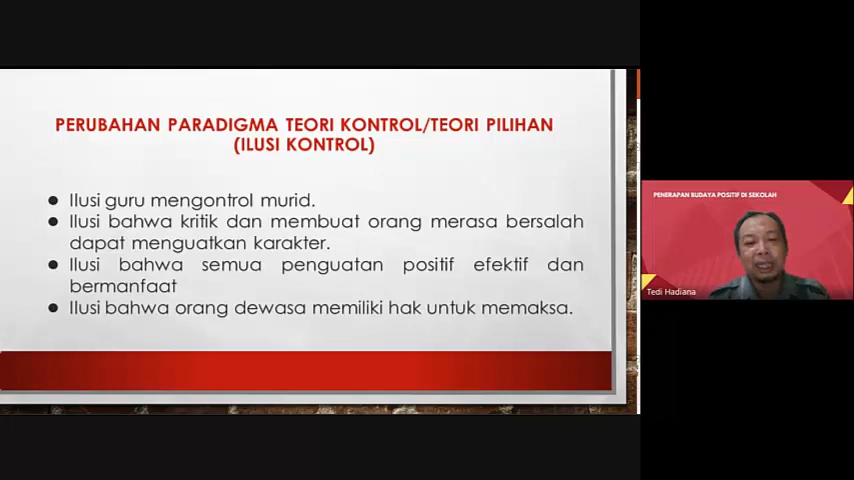 PERUBAHAN PARADIGMA TEORI KONTROL/TEORI PILIHAN
(ILUSI KONTROL)
● Ilusi guru mengontrol murid.
● Ilusi bahwa kritik dan membuat orang merasa bersalah
dapat menguatkan karakter.
● Ilusi bahwa semua penguatan positif efektif dan
bermanfaat
● Ilusi bahwa orang dewasa memiliki hak untuk memaksa.
PENERAPAN BUDAYA POSITIF DI SEKOLAH
Tedi Hadiana